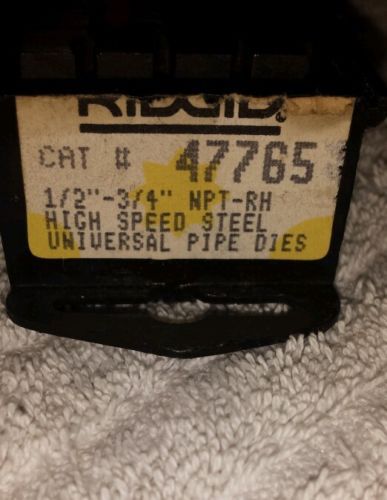 RIDGID
CAT # 47765
1/2"-3/4" NPT-RH
HIGH SPEED STEEL
UNIVERSAL PIPE DIES